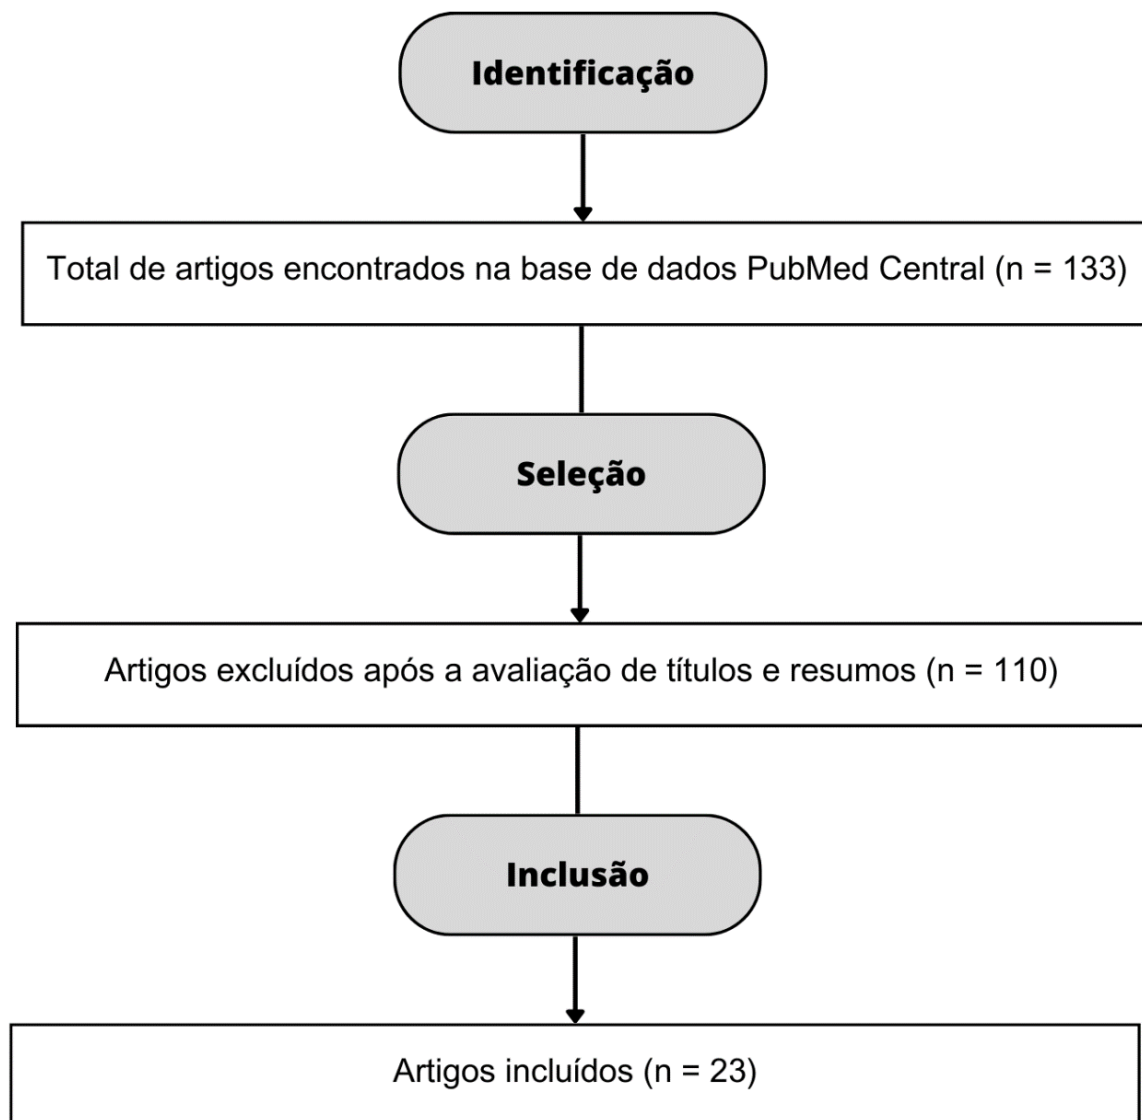 Identificação
Total de artigos encontrados na base de dados PubMed Central (n = 133)
Seleção
Artigos excluídos após a avaliação de títulos e resumos (n = 110)
Inclusão
Artigos incluídos (n = 23)